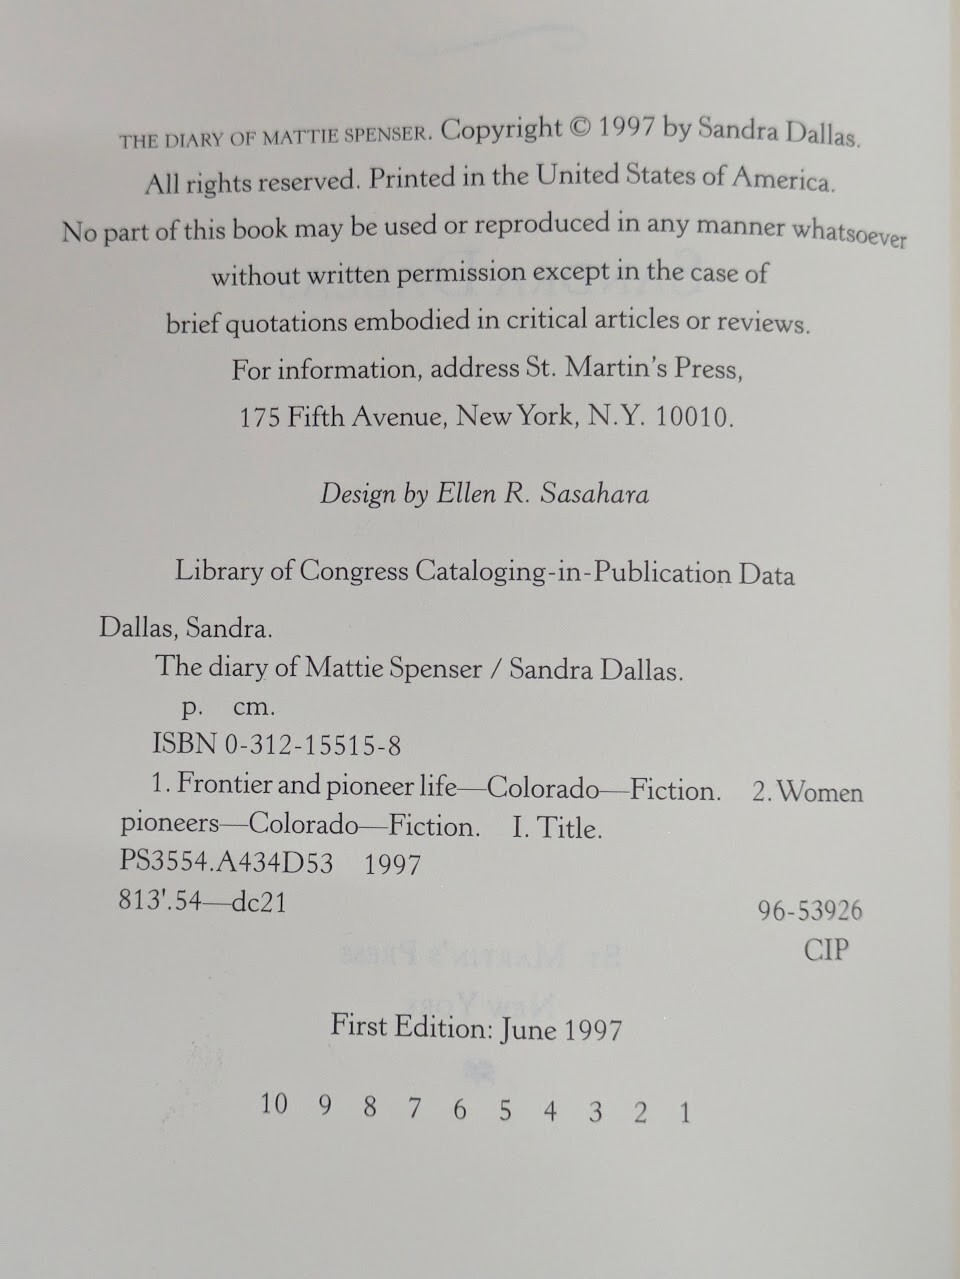 THE DIARY OF MATTIE SPENSER. Copyright © 1997 by Sandra Dallas.
All rights reserved. Printed in the United States of America.
No part of this book may be used or reproduced in any manner whatsoever
without written permission except in the case of
brief quotations embodied in critical articles or reviews.
For information, address St. Martin's Press,
175 Fifth Avenue, New York, N.Y. 10010.
Design by Ellen R. Sasahara
Library of Congress Cataloging-in-Publication Data
Dallas, Sandra.
The diary of Mattie Spenser / Sandra Dallas.
p. cm.
ISBN 0-312-15515-8
1. Frontier and pioneer life—Colorado—Fiction. 2. Women
pioneers—Colorado—Fiction. I. Title.
PS3554.A434D53 1997
813'.54—dc21
96-53926
CIP
First Edition: June 1997
10 9 8 7 6 5 4 3 2 1